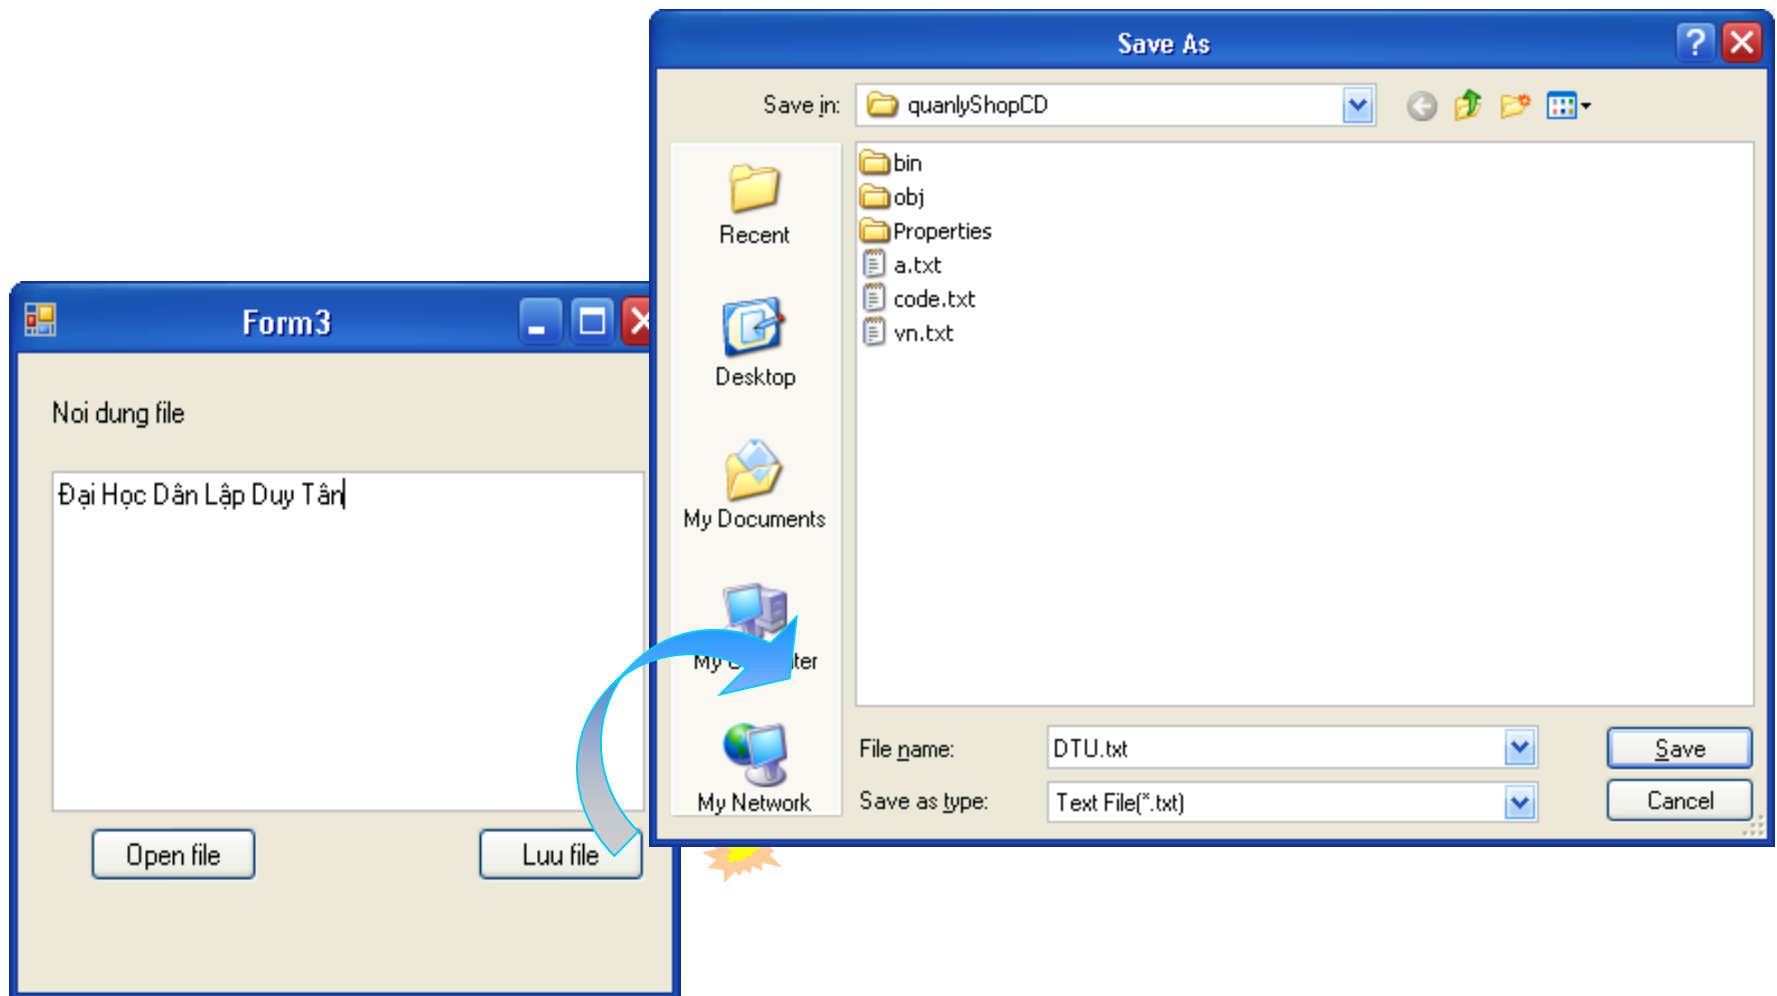 Save As
Save in:
quanlyShopCD
bin
obj
Properties
a.txt
code.txt
vn.txt
Recent
Desktop
My Documents
My
My Network
File name:
DTU.txt
Save
Save as type:
Text File(*.txt)
Cancel
Form3
Noi dung file
Đại Học Dân Lập Duy Tân
Open file
Luu file